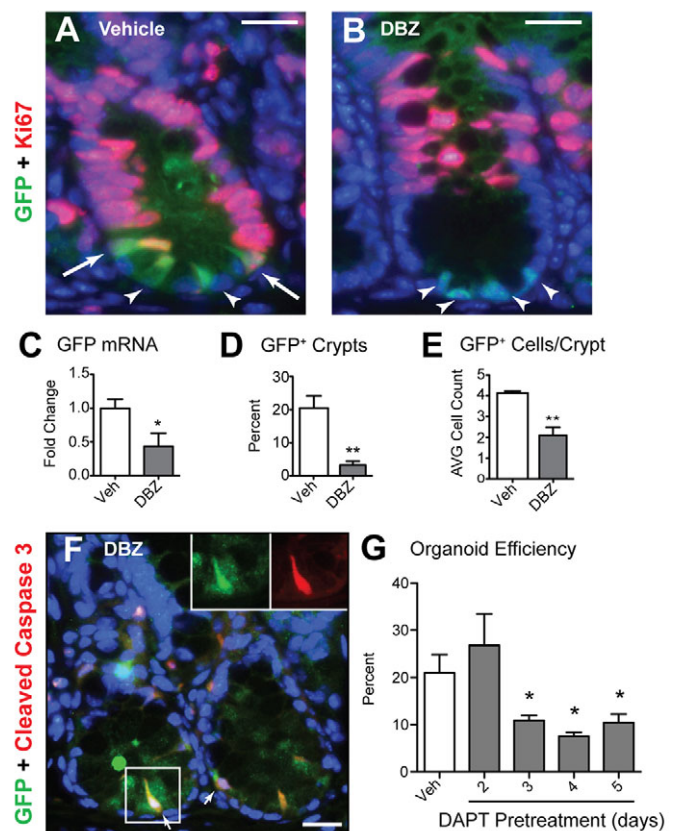 A Vehicle
B DBZ
GFP + Ki67
C GFP mRNA
Fold Change
1.5
1.0
0.5
0.0
*
Veh
DBZ
D GFP⁺ Crypts
Percent
30
20
10
0
**
Veh
DBZ
E GFP⁺ Cells/Crypt
AVG Cell Count
5
4
3
2
1
0
**
Veh
DBZ
GFP + Cleaved Caspase 3
F DBZ
G Organoid Efficiency
Percent
40
30
20
10
0
* * *
Veh 2 3 4 5
DAPT Pretreatment (days)